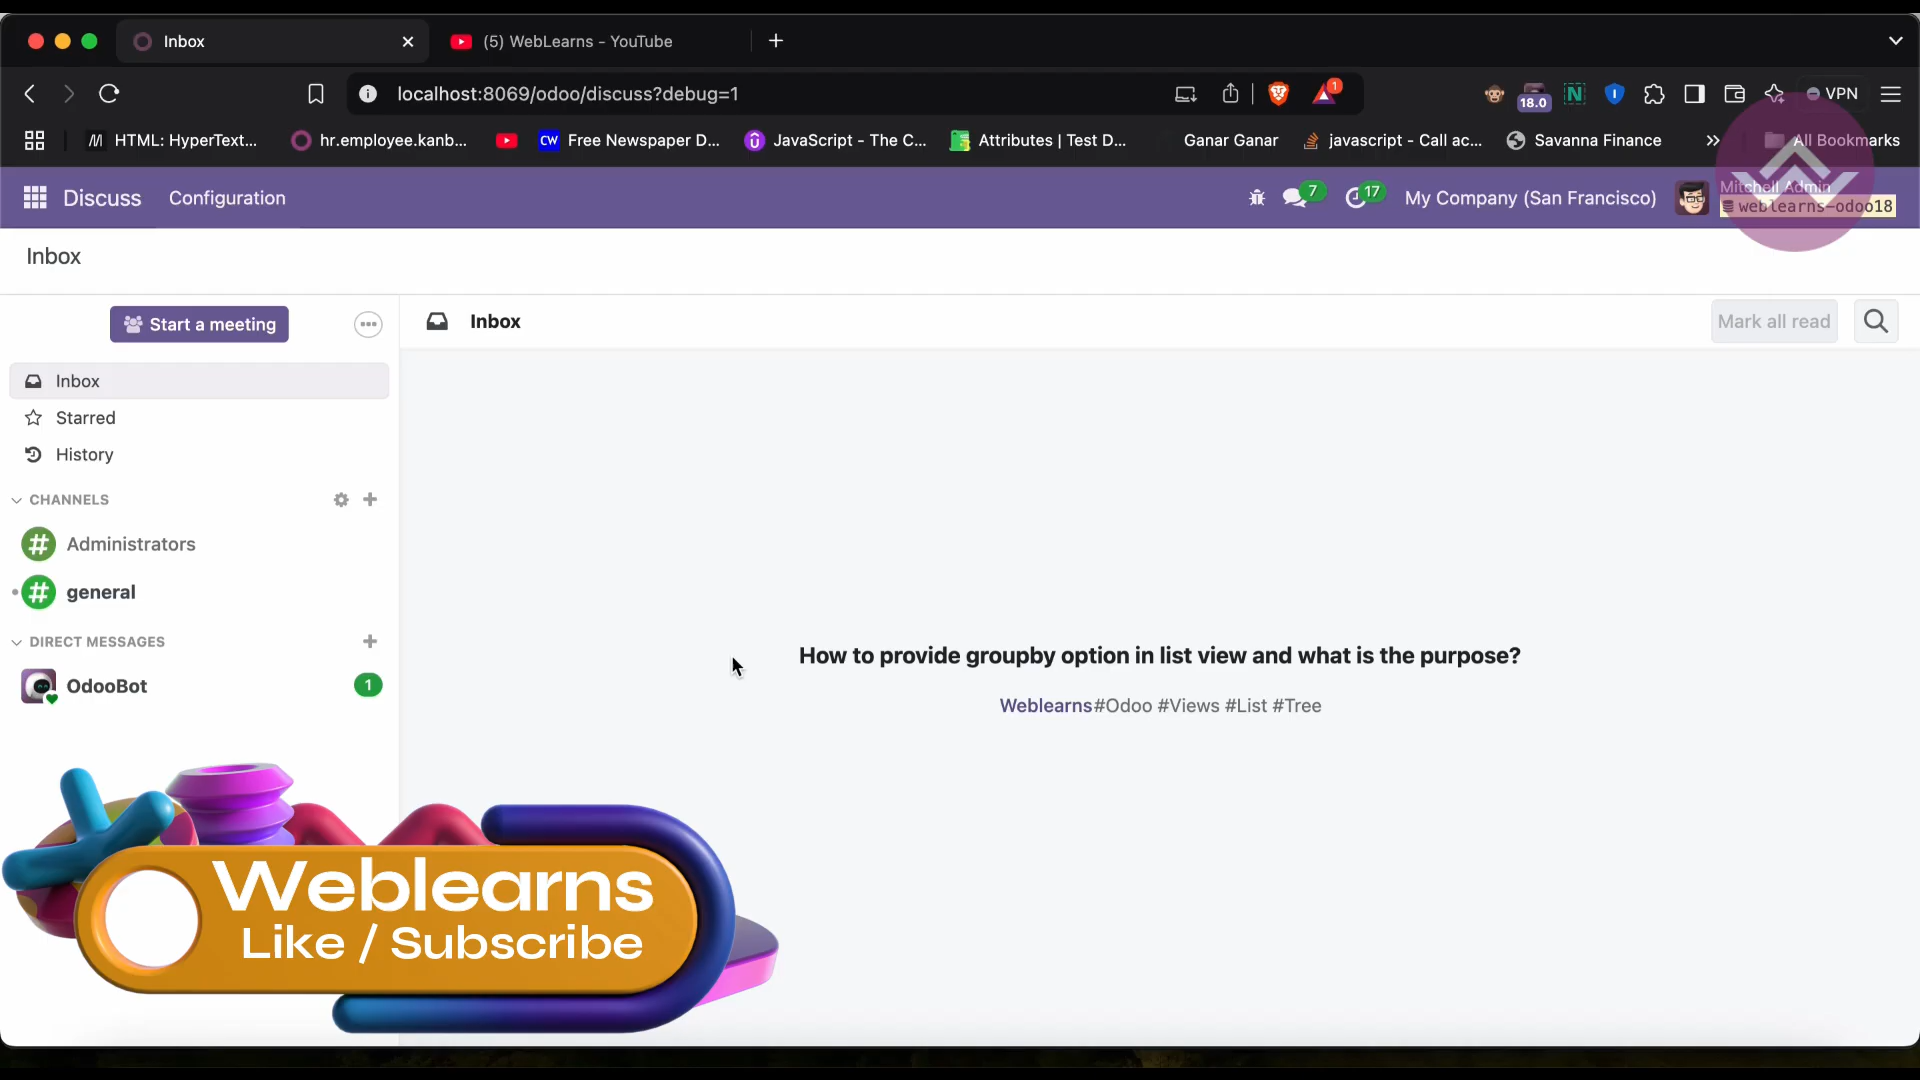 Inbox
(5) WebLearns - YouTube
localhost:8069/odoo/discuss?debug=1
1
18.0
N
VPN
HTML: HyperText...
hr.employee.kanb...
CW
Free Newspaper D...
JavaScript - The C...
Attributes | Test D...
Ganar Ganar
javascript - Call ac...
Savanna Finance
All Bookmarks
Discuss
Configuration
7
17
My Company (San Francisco)
Mitchell Admin
weblearns-odoo18
Inbox
Start a meeting
Inbox
Mark all read
Inbox
Starred
History
CHANNELS
# Administrators
# general
DIRECT MESSAGES
OdooBot
1
How to provide groupby option in list view and what is the purpose?
Weblearns#Odoo #Views #List #Tree
Weblearns
Like / Subscribe